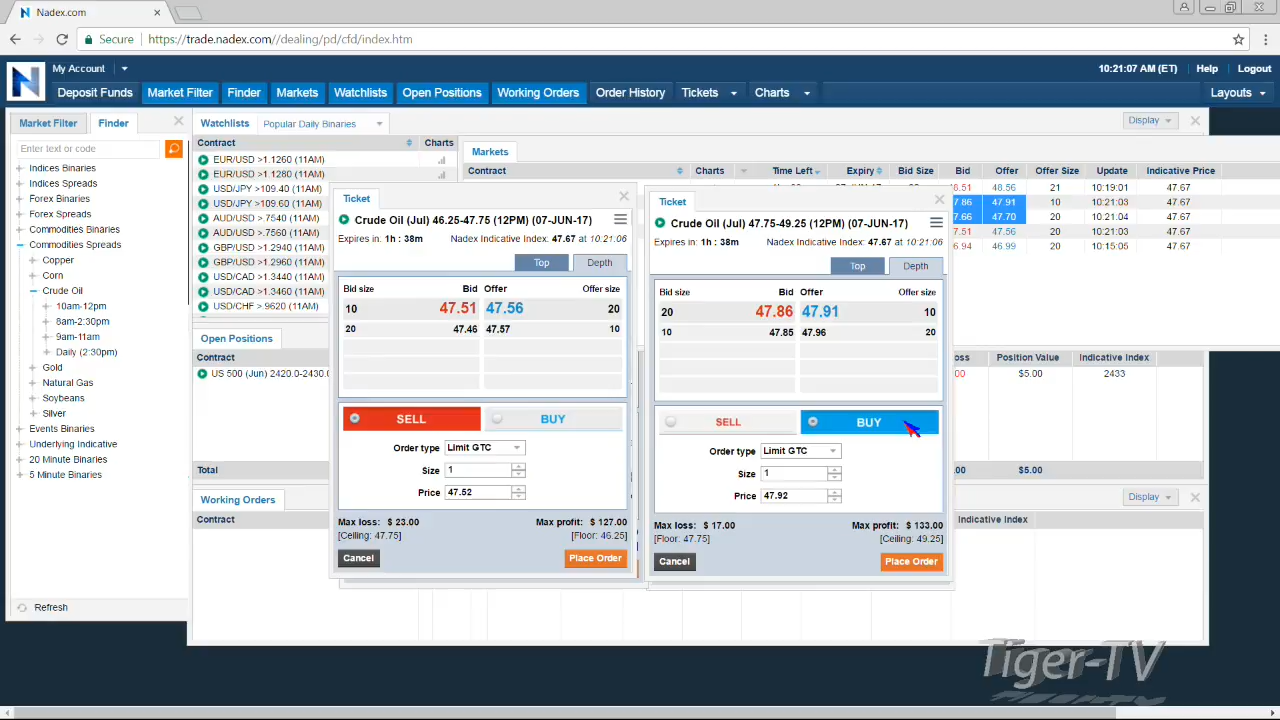 Nadex.com
Secure https://trade.nadex.com//dealing/pd/cfd/index.htm
My Account
10:21:07 AM (ET) Help Logout
Deposit Funds Market Filter Finder Markets Watchlists Open Positions Working Orders Order History Tickets Charts Layouts
Market Filter Finder
Enter text or code
Indices Binaries
Indices Spreads
Forex Binaries
Forex Spreads
Commodities Binaries
Commodities Spreads
Copper
Corn
Crude Oil
10am-12pm
8am-2:30pm
9am-11am
Daily (2:30pm)
Gold
Natural Gas
Soybeans
Silver
Events Binaries
Underlying Indicative
20 Minute Binaries
5 Minute Binaries
Refresh
Watchlists Popular Daily Binaries Display
Contract Charts
EUR/USD >1.1260 (11AM)
EUR/USD >1.1280 (11AM)
USD/JPY >109.40 (11AM)
USD/JPY >109.60 (11AM)
AUD/USD >.7540 (11AM)
AUD/USD >.7560 (11AM)
GBP/USD >1.2940 (11AM)
GBP/USD >1.2960 (11AM)
USD/CAD >1.3440 (11AM)
USD/CAD >1.3460 (11AM)
USD/CHF >.9620 (11AM)
Markets
Contract Charts Time Left Expiry Bid Size Bid Offer Offer Size Update Indicative Price
8.51 48.56 21 10:19:01 47.67
7.86 47.91 10 10:21:03 47.67
7.66 47.70 20 10:21:04 47.67
7.51 47.56 20 10:21:03 47.67
6.94 46.99 20 10:15:06 47.67
Ticket
Crude Oil (Jul) 46.25-47.75 (12PM) (07-JUN-17)
Expires in: 1h : 38m Nadex Indicative Index: 47.67 at 10:21:06
Top Depth
Bid size Bid Offer Offer size
10 47.51 47.56 20
20 47.46 47.57 10
SELL BUY
Order type Limit GTC
Size 1
Price 47.52
Max loss: $ 23.00 Max profit: $ 127.00
[Ceiling: 47.75] [Floor: 46.25]
Cancel Place Order
Ticket
Crude Oil (Jul) 47.75-49.25 (12PM) (07-JUN-17)
Expires in: 1h : 38m Nadex Indicative Index: 47.67 at 10:21:06
Top Depth
Bid size Bid Offer Offer size
20 47.86 47.91 10
10 47.85 47.96 20
SELL BUY
Order type Limit GTC
Size 1
Price 47.92
Max loss: $ 17.00 Max profit: $ 133.00
[Floor: 47.75] [Ceiling: 49.25]
Cancel Place Order
Open Positions
Contract oss Position Value Indicative Index
US 500 (Jun) 2420.0-2430.0 00 $5.00 2433
Total .00 $5.00
Working Orders Display
Contract Indicative Index
Tiger-TV